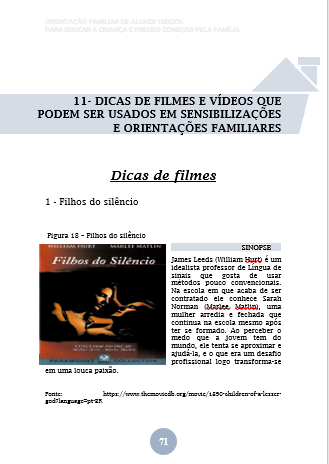 ORIENTAÇÃO FAMILIAR DE ALUNOS SURDOS:
PARA EDUCAR A CRIANÇA É PRECISO COMEÇAR PELA FAMÍLIA
11- DICAS DE FILMES E VÍDEOS QUE
PODEM SER USADOS EM SENSIBILIZAÇÕES
E ORIENTAÇÕES FAMILIARES
Dicas de filmes
1 - Filhos do silêncio
Figura 18 – Filhos do silêncio
WILLIAM HURT MARLEE MATLIN
Filhos do Silêncio
PARAMOUNT COLLECTION
SINOPSE
James Leeds (William Hurt) é um
idealista professor de Língua de
sinais que gosta de usar
métodos pouco convencionais.
Na escola em que acaba de ser
contratado ele conhece Sarah
Norman (Marlee Matlin), uma
mulher arredia e fechada que
continua na escola mesmo após
ter se formado. Ao perceber o
medo que a jovem tem do
mundo, ele tenta se aproximar e
ajudá-la, e o que era um desafio
profissional logo transforma-se
em uma louca paixão.
Fonte: https://www.themoviedb.org/movie/1890-children-of-a-lesser-
god?language=pt-BR
71